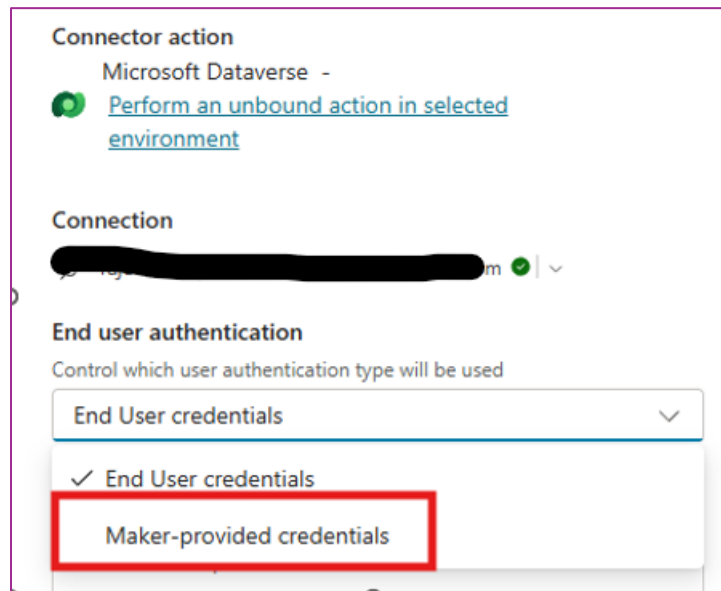 Connector action
Microsoft Dataverse -
Perform an unbound action in selected
environment
Connection
m
End user authentication
Control which user authentication type will be used
End User credentials
End User credentials
Maker-provided credentials